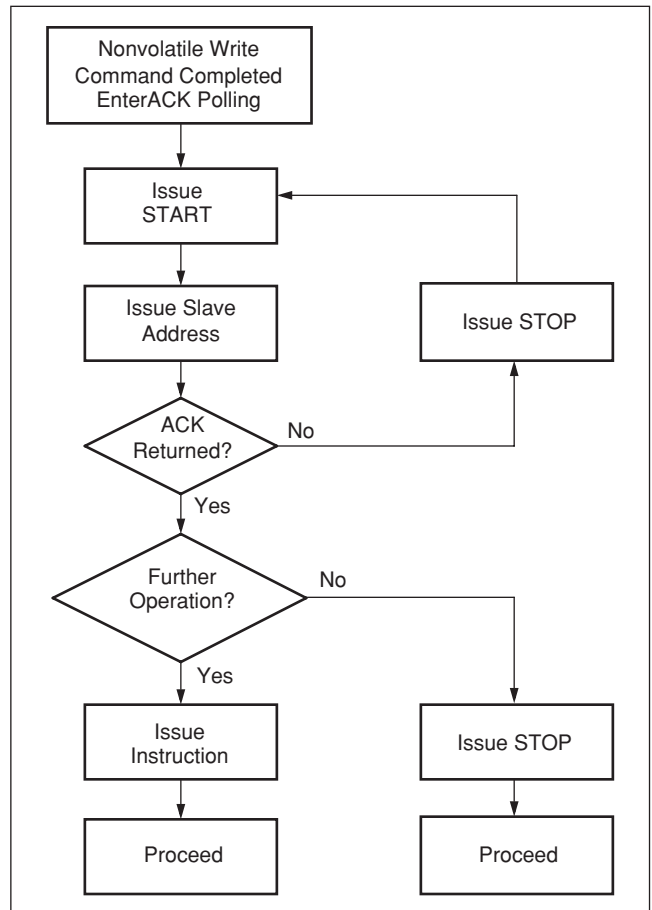 Nonvolatile Write
Command Completed
EnterACK Polling
Issue
START
Issue Slave
Address
Issue STOP
ACK
Returned?
No
Yes
Further
Operation?
No
Yes
Issue
Instruction
Issue STOP
Proceed
Proceed